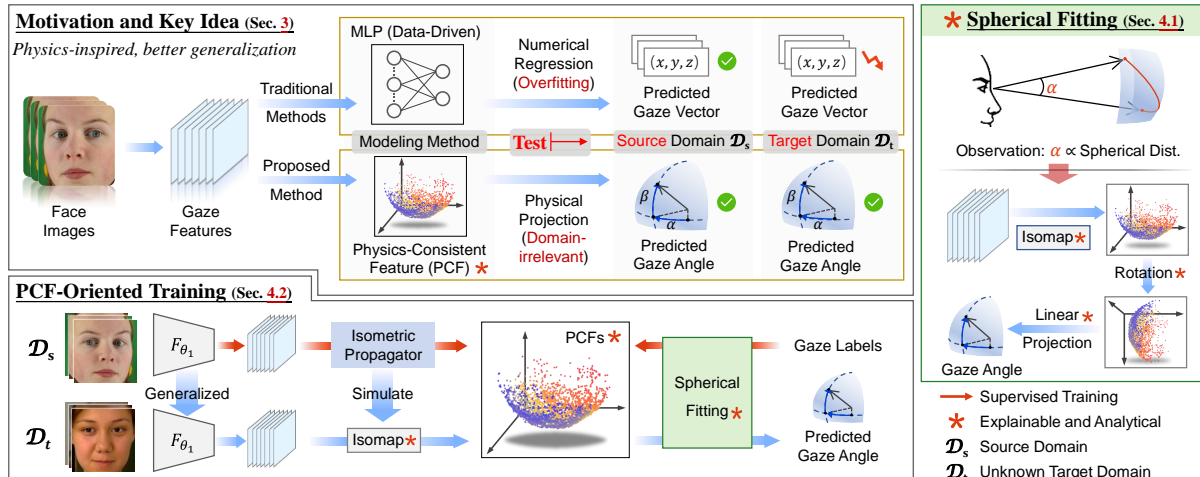 Motivation and Key Idea (Sec. 3)
Physics-inspired, better generalization
Face
Images
Gaze
Features
Traditional
Methods
Proposed
Method
MLP (Data-Driven)
Numerical
Regression
(Overfitting)
(x, y, z)
Predicted
Gaze Vector
(x, y, z)
Predicted
Gaze Vector
Modeling Method
Test
Source Domain 𝒟s
Target Domain 𝒟t
Physics-Consistent
Feature (PCF) *
Physical
Projection
(Domain-
irrelevant)
β
α
Predicted
Gaze Angle
β
α
Predicted
Gaze Angle
PCF-Oriented Training (Sec. 4.2)
𝒟s
Fθ1
Generalized
𝒟t
Fθ1
Isometric
Propagator
Simulate
Isomap*
PCFs *
Spherical
Fitting *
Gaze Labels
Predicted
Gaze Angle
* Spherical Fitting (Sec. 4.1)
α
Observation: α ∝ Spherical Dist.
Isomap*
Rotation *
Linear *
Projection
Gaze Angle
Supervised Training
* Explainable and Analytical
𝒟s Source Domain
𝒟t Unknown Target Domain